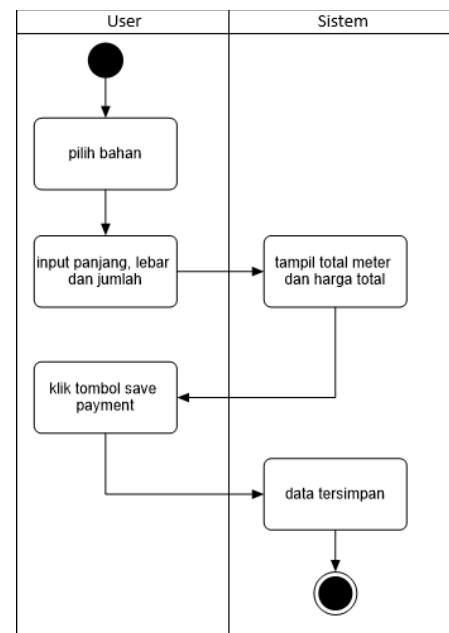 User
Sistem
pilih bahan
input panjang, lebar
dan jumlah
tampil total meter
dan harga total
klik tombol save
payment
data tersimpan